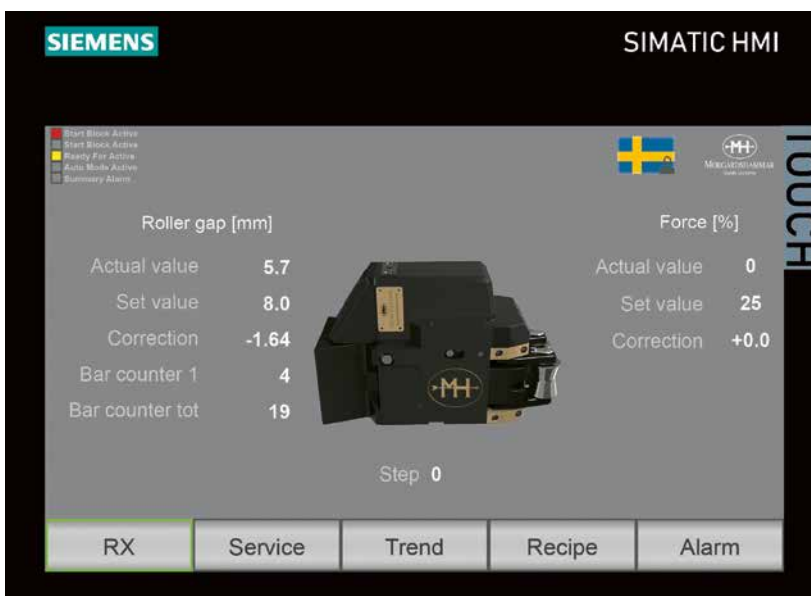 SIEMENS
SIMATIC HMI
TOUCH
Start Block Active
Start Block Active
Ready For Active
Auto Mode Active
Summary Alarm
MH
MORGÅRDSHAMMAR
Roller gap [mm]
Force [%]
Actual value 5.7
Actual value 0
Set value 8.0
Set value 25
Correction -1.64
Correction +0.0
Bar counter 1 4
Bar counter tot 19
MH
Step 0
RX
Service
Trend
Recipe
Alarm